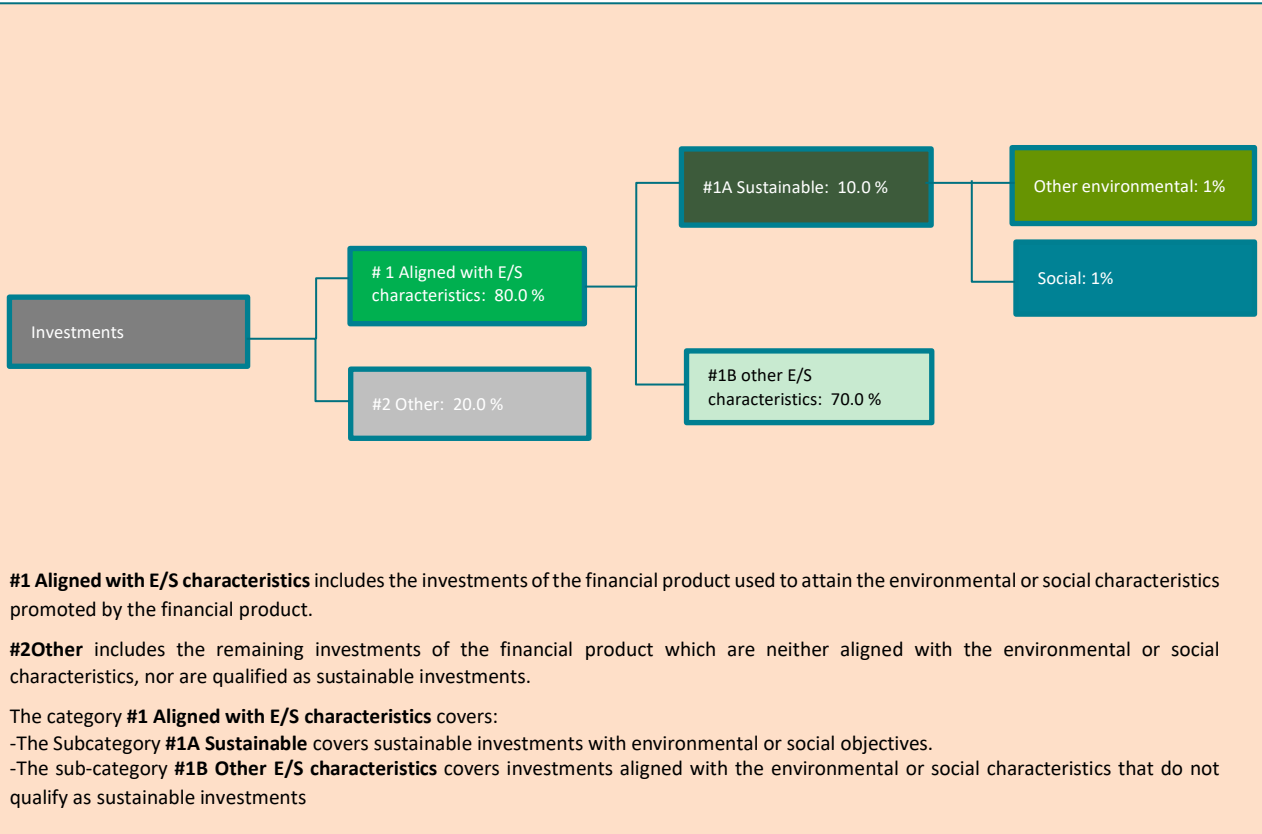 Investments
# 1 Aligned with E/S
characteristics:  80.0 %
#2 Other:  20.0 %
#1A Sustainable:  10.0 %
#1B other E/S
characteristics:  70.0 %
Other environmental: 1%
Social: 1%
#1 Aligned with E/S characteristics includes the investments of the financial product used to attain the environmental or social characteristics
promoted by the financial product.
#2Other includes the remaining investments of the financial product which are neither aligned with the environmental or social
characteristics, nor are qualified as sustainable investments.
The category #1 Aligned with E/S characteristics covers:
-The Subcategory #1A Sustainable covers sustainable investments with environmental or social objectives.
-The sub-category #1B Other E/S characteristics covers investments aligned with the environmental or social characteristics that do not
qualify as sustainable investments